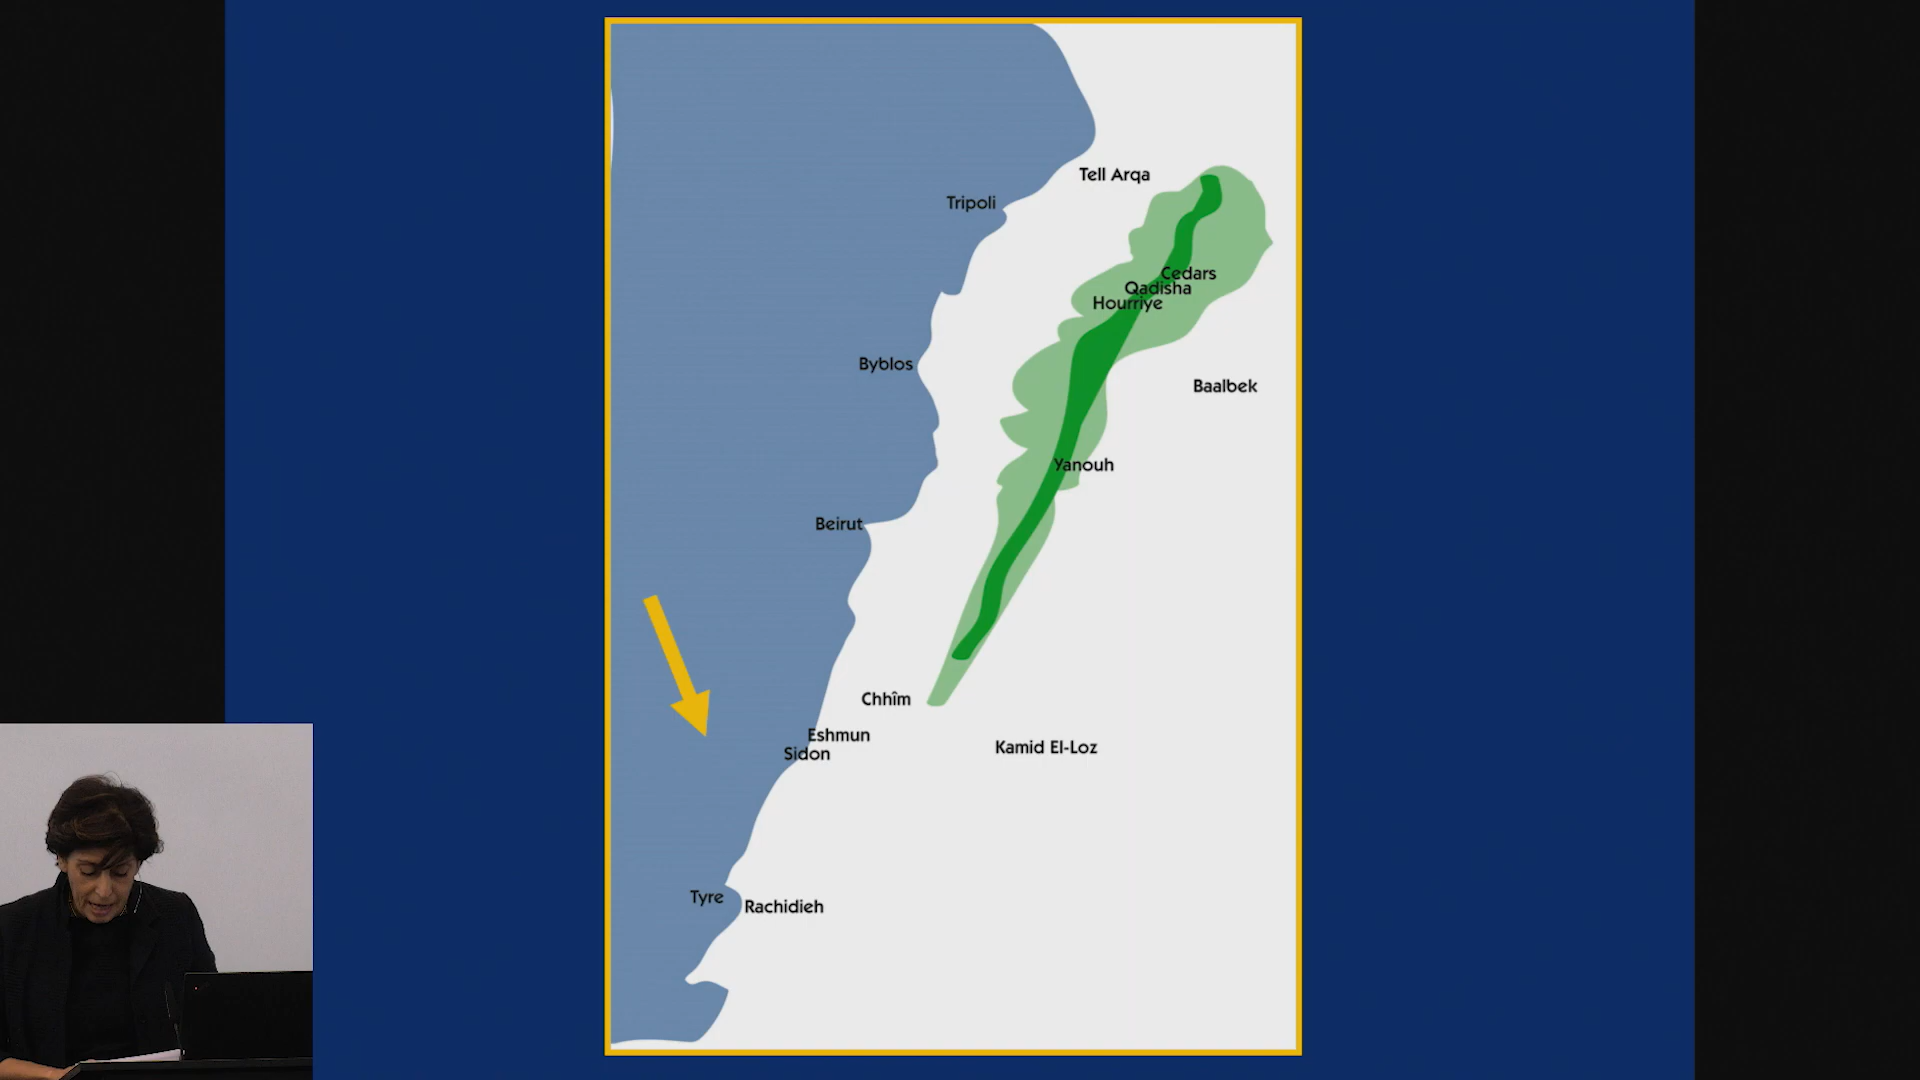 Tell Arqa
Tripoli
Cedars
Qadisha
Hourriye
Byblos
Baalbek
Yanouh
Beirut
Chhîm
Eshmun
Sidon
Kamid El-Loz
Tyre
Rachidieh